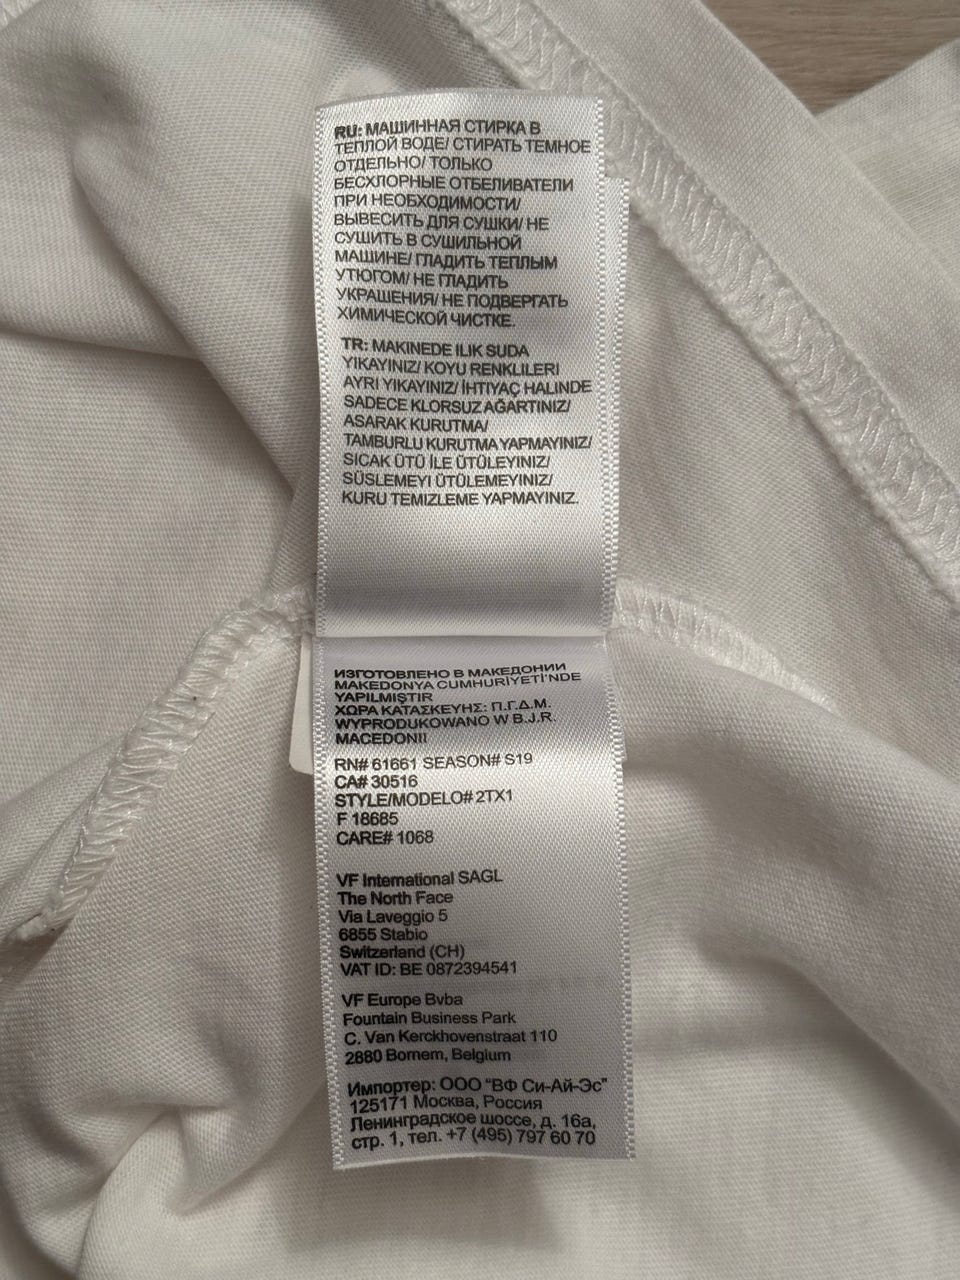 RU: МАШИННАЯ СТИРКА В
ТЕПЛОЙ ВОДЕ/ СТИРАТЬ ТЕМНОЕ
ОТДЕЛЬНО/ ТОЛЬКО
БЕСХЛОРНЫЕ ОТБЕЛИВАТЕЛИ
ПРИ НЕОБХОДИМОСТИ/
ВЫВЕСИТЬ ДЛЯ СУШКИ/ НЕ
СУШИТЬ В СУШИЛЬНОЙ
МАШИНЕ/ ГЛАДИТЬ ТЕПЛЫМ
УТЮГОМ/ НЕ ГЛАДИТЬ
УКРАШЕНИЯ/ НЕ ПОДВЕРГАТЬ
ХИМИЧЕСКОЙ ЧИСТКЕ.
TR: MAKINEDE ILIK SUDA
YIKAYINIZ/ KOYU RENKLILERI
AYRI YIKAYINIZ/ İHTIYAÇ HALINDE
SADECE KLORSUZ AĞARTINIZ/
ASARAK KURUTMA/
TAMBURLU KURUTMA YAPMAYINIZ/
SICAK ÜTÜ İLE ÜTÜLEYINIZ/
SÜSLEMEYI ÜTÜLEMEYINIZ/
KURU TEMIZLEME YAPMAYINIZ.
ИЗГОТОВЛЕНО В МАКЕДОНИИ
MAKEDONYA CUMHURİYETİ'NDE
YAPILMIŞTIR
ΧΩΡΑ ΚΑΤΑΣΚΕΥΗΣ: Π.Γ.Δ.Μ.
WYPRODUKOWANO W B.J.R.
MACEDONII
RN# 61661 SEASON# S19
CA# 30516
STYLE/MODELO# 2TX1
F 18685
CARE# 1068
VF International SAGL
The North Face
Via Laveggio 5
6855 Stabio
Switzerland (CH)
VAT ID: BE 0872394541
VF Europe Bvba
Fountain Business Park
C. Van Kerckhovenstraat 110
2880 Bornem, Belgium
Импортер: ООО "ВФ Си-Ай-Эс"
125171 Москва, Россия
Ленинградское шоссе, д. 16а,
стр. 1, тел. +7 (495) 797 60 70